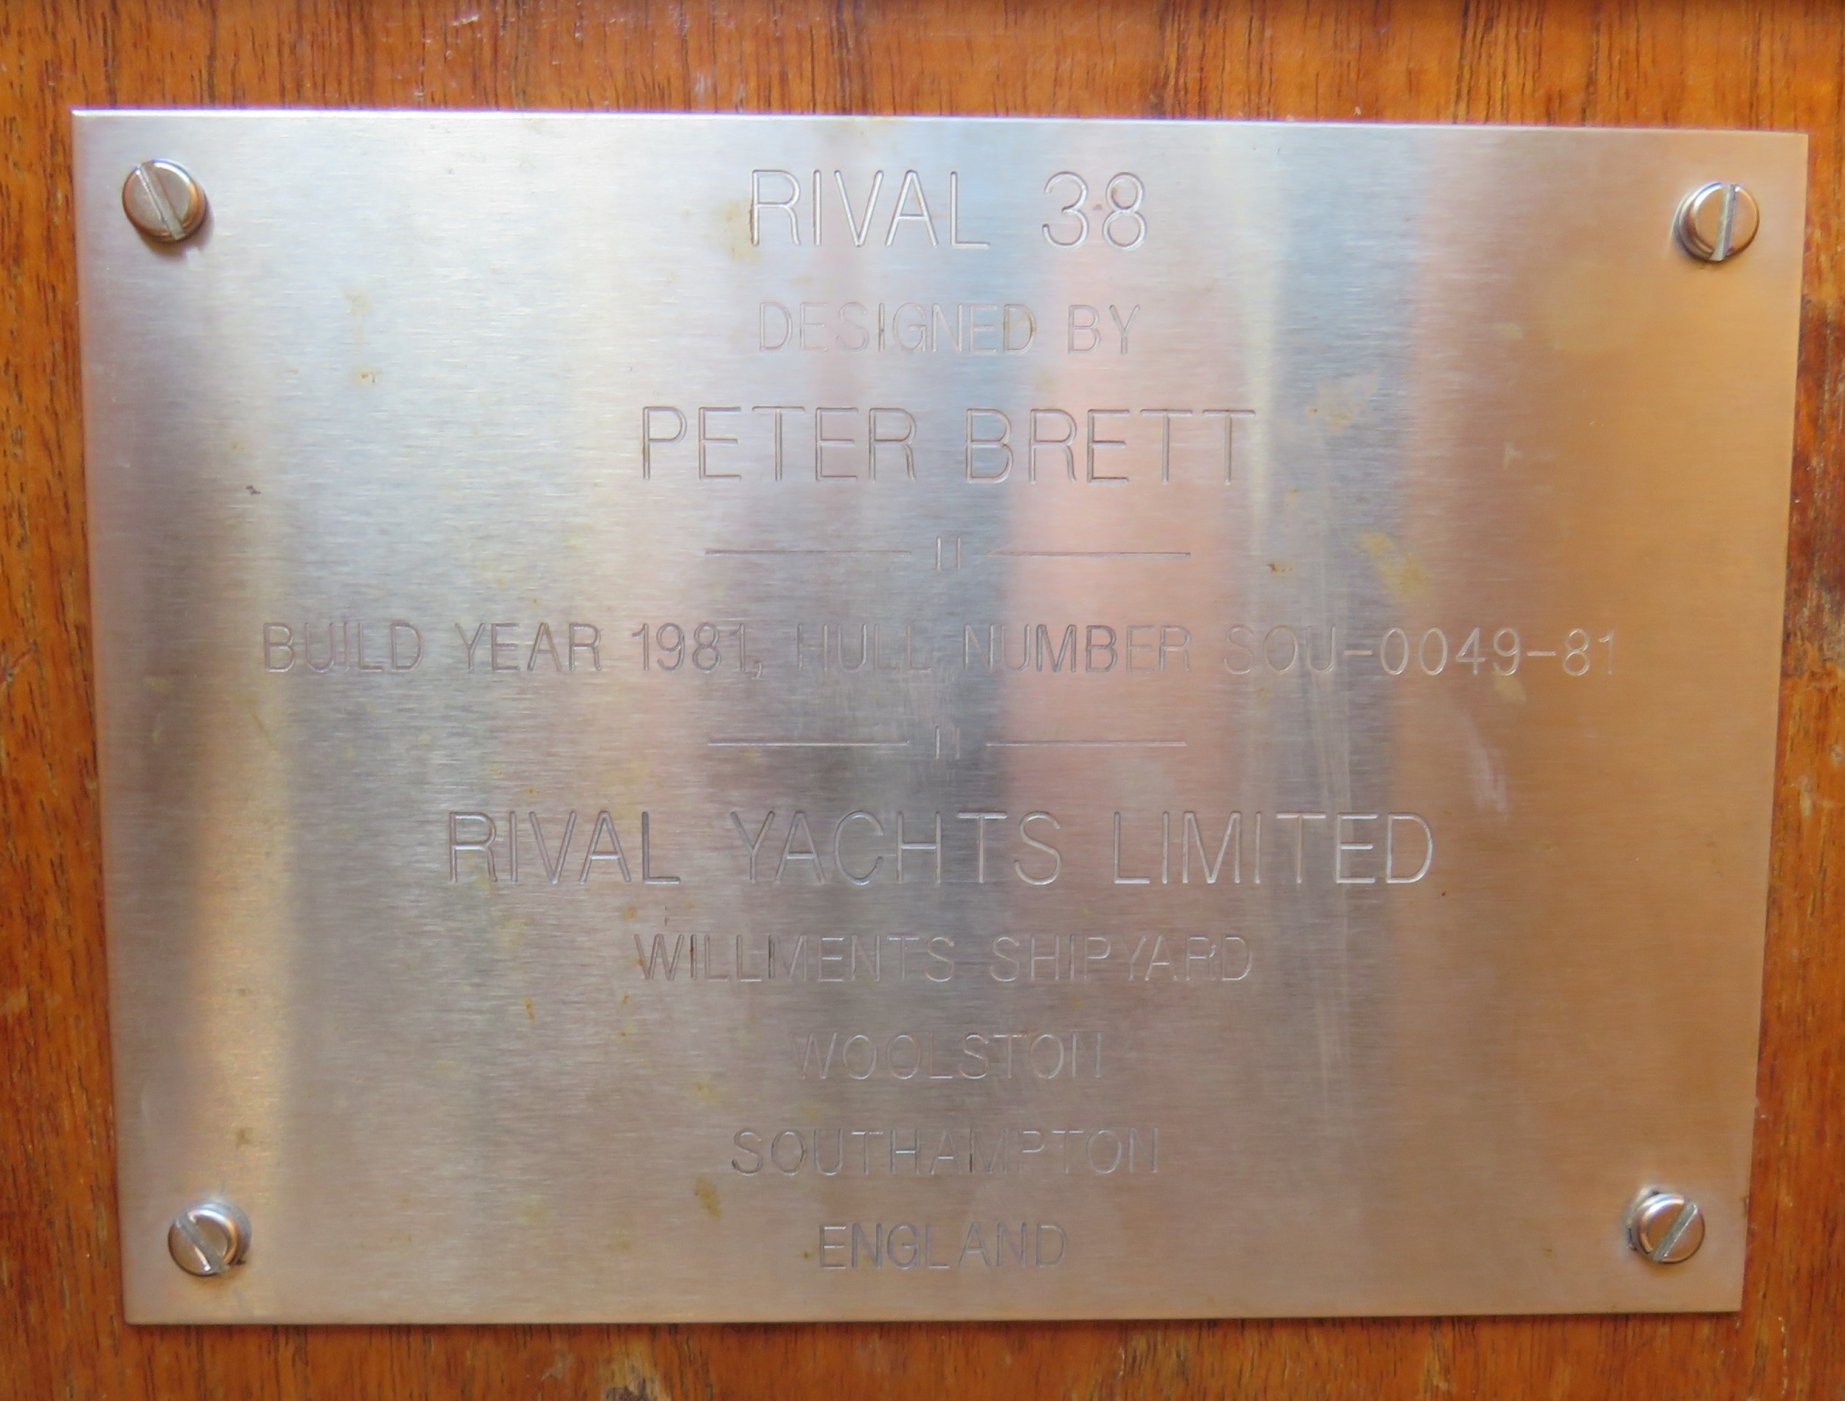 RIVAL 38
DESIGNED BY
PETER BRETT
BUILD YEAR 1981, HULL NUMBER SOU-0049-81
RIVAL YACHTS LIMITED
WILLMENTS SHIPYARD
WOOLSTON
SOUTHAMPTON
ENGLAND